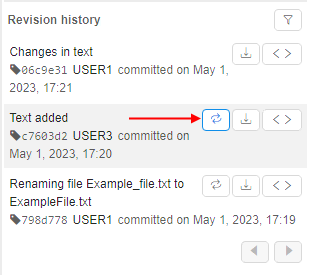 Revision history
Changes in text
06c9e31 USER1 committed on May 1,
2023, 17:21
Text added
c7603d2 USER3 committed on
May 1, 2023, 17:20
Renaming file Example_file.txt to
ExampleFile.txt
798d778 USER1 committed on May 1, 2023, 17:19